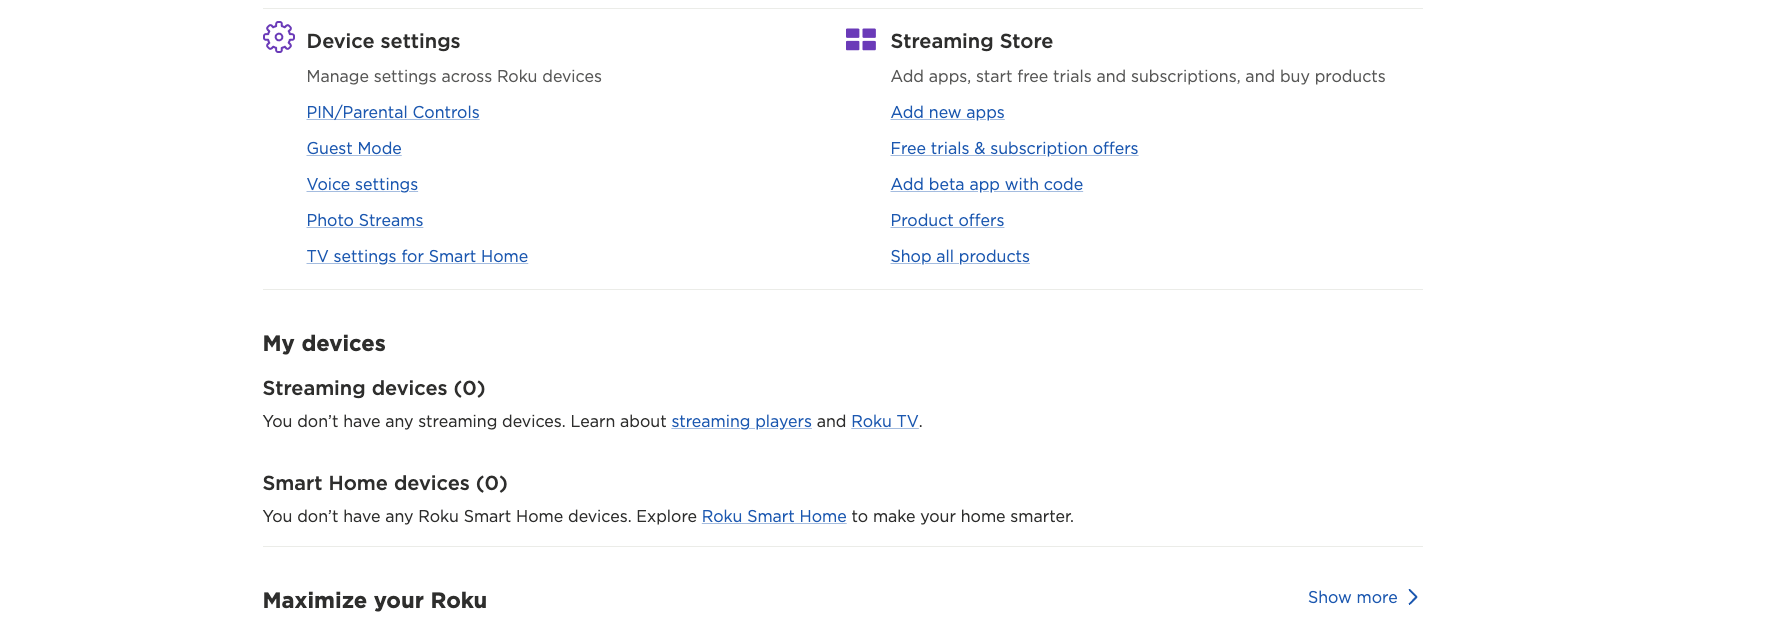 Device settings
Manage settings across Roku devices
PIN/Parental Controls
Guest Mode
Voice settings
Photo Streams
TV settings for Smart Home
Streaming Store
Add apps, start free trials and subscriptions, and buy products
Add new apps
Free trials & subscription offers
Add beta app with code
Product offers
Shop all products
My devices
Streaming devices (0)
You don’t have any streaming devices. Learn about streaming players and Roku TV.
Smart Home devices (0)
You don’t have any Roku Smart Home devices. Explore Roku Smart Home to make your home smarter.
Maximize your Roku
Show more